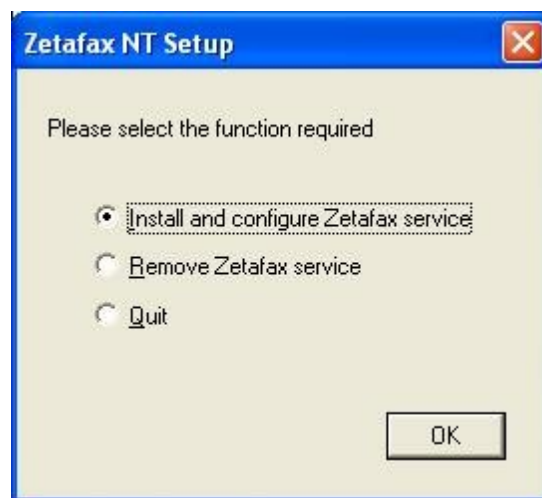 Zetafax NT Setup
Please select the function required
Install and configure Zetafax service
Remove Zetafax service
Quit
OK